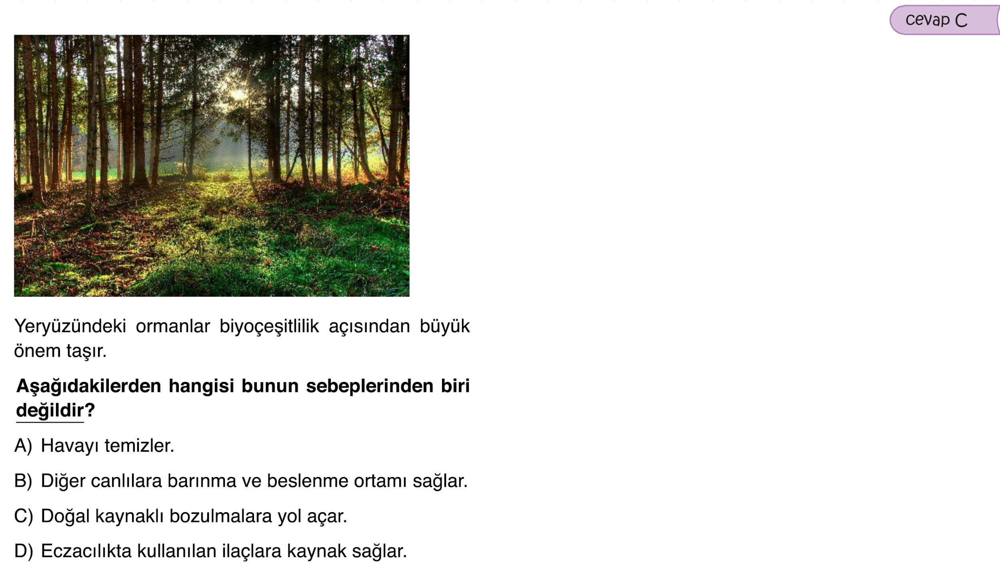 cevap C
Yeryüzündeki ormanlar biyoçeşitlilik açısından büyük
önem taşır.
Aşağıdakilerden hangisi bunun sebeplerinden biri
değildir?
A) Havayı temizler.
B) Diğer canlılara barınma ve beslenme ortamı sağlar.
C) Doğal kaynaklı bozulmalara yol açar.
D) Eczacılıkta kullanılan ilaçlara kaynak sağlar.